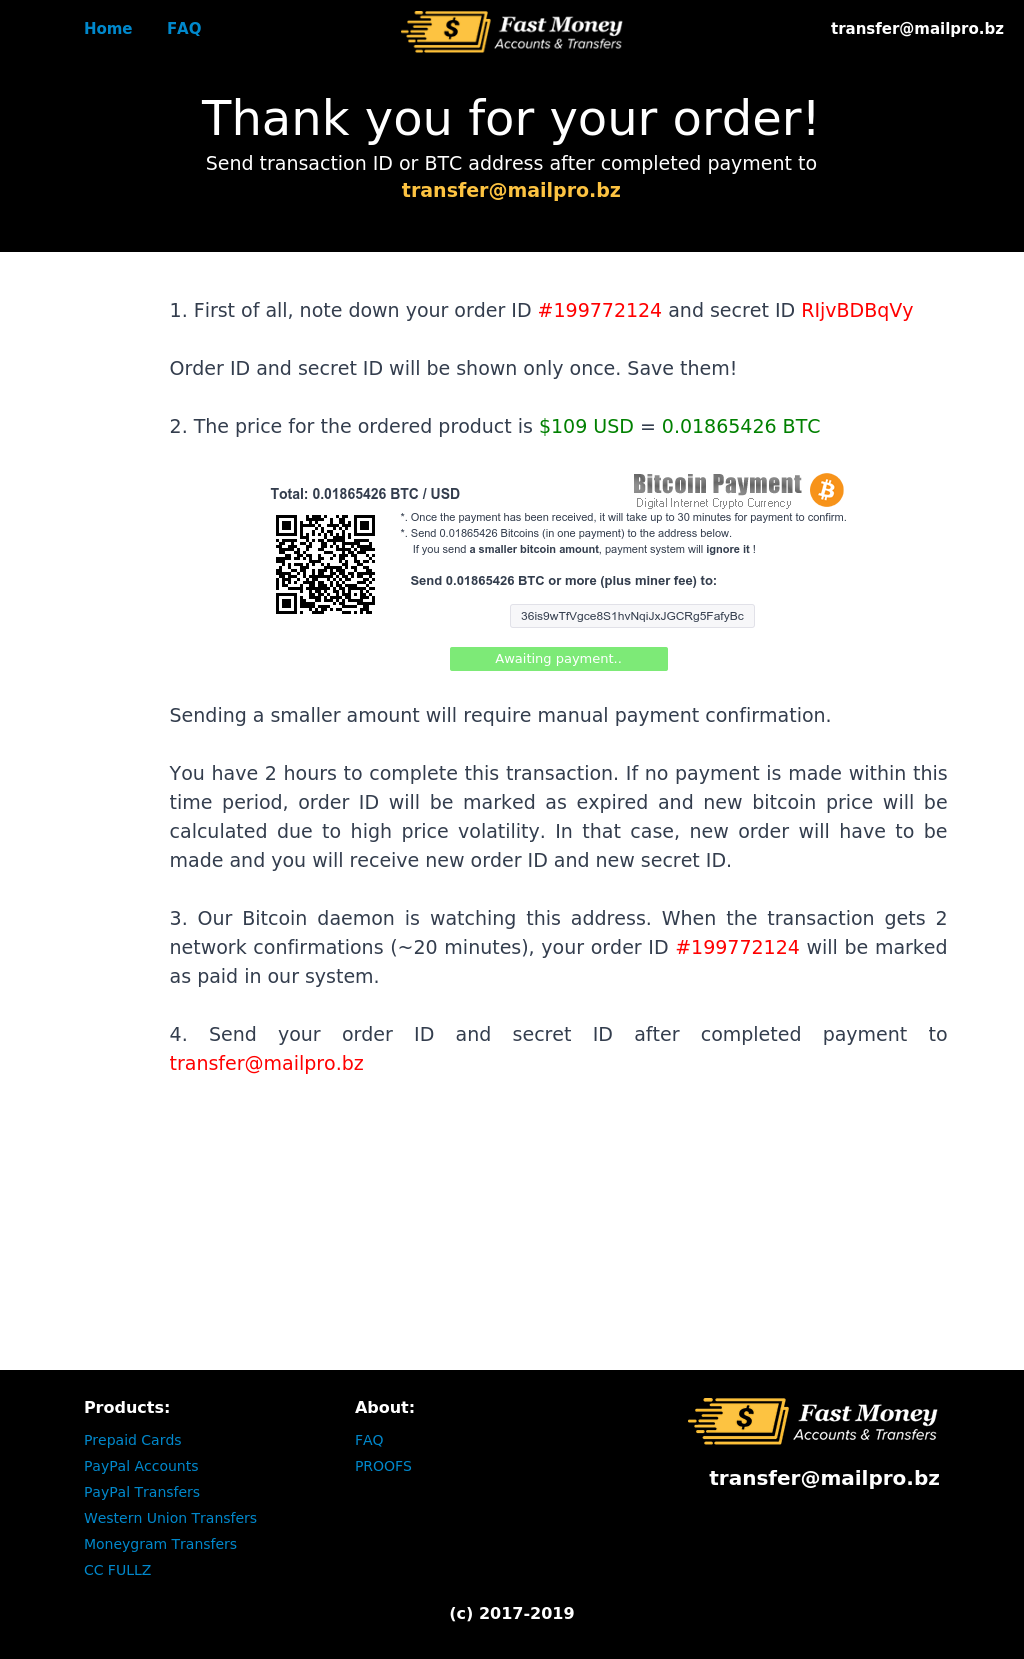 Home FAQ
Fast Money
Accounts & Transfers
transfer@mailpro.bz
Thank you for your order!
Send transaction ID or BTC address after completed payment to
transfer@mailpro.bz
1. First of all, note down your order ID #199772124 and secret ID RIjvBDBqVy
Order ID and secret ID will be shown only once. Save them!
2. The price for the ordered product is $109 USD = 0.01865426 BTC
Bitcoin Payment
Digital Internet Crypto Currency
Total: 0.01865426 BTC / USD
*. Once the payment has been received, it will take up to 30 minutes for payment to confirm.
*. Send 0.01865426 Bitcoins (in one payment) to the address below.
If you send a smaller bitcoin amount, payment system will ignore it !
Send 0.01865426 BTC or more (plus miner fee) to:
36is9wTfVgce8S1hvNqiJxJGCRg5FafyBc
Awaiting payment..
Sending a smaller amount will require manual payment confirmation.
You have 2 hours to complete this transaction. If no payment is made within this
time period, order ID will be marked as expired and new bitcoin price will be
calculated due to high price volatility. In that case, new order will have to be
made and you will receive new order ID and new secret ID.
3. Our Bitcoin daemon is watching this address. When the transaction gets 2
network confirmations (~20 minutes), your order ID #199772124 will be marked
as paid in our system.
4. Send your order ID and secret ID after completed payment to
transfer@mailpro.bz
Products:
Prepaid Cards
PayPal Accounts
PayPal Transfers
Western Union Transfers
Moneygram Transfers
CC FULLZ
About:
FAQ
PROOFS
Fast Money
Accounts & Transfers
transfer@mailpro.bz
(c) 2017-2019